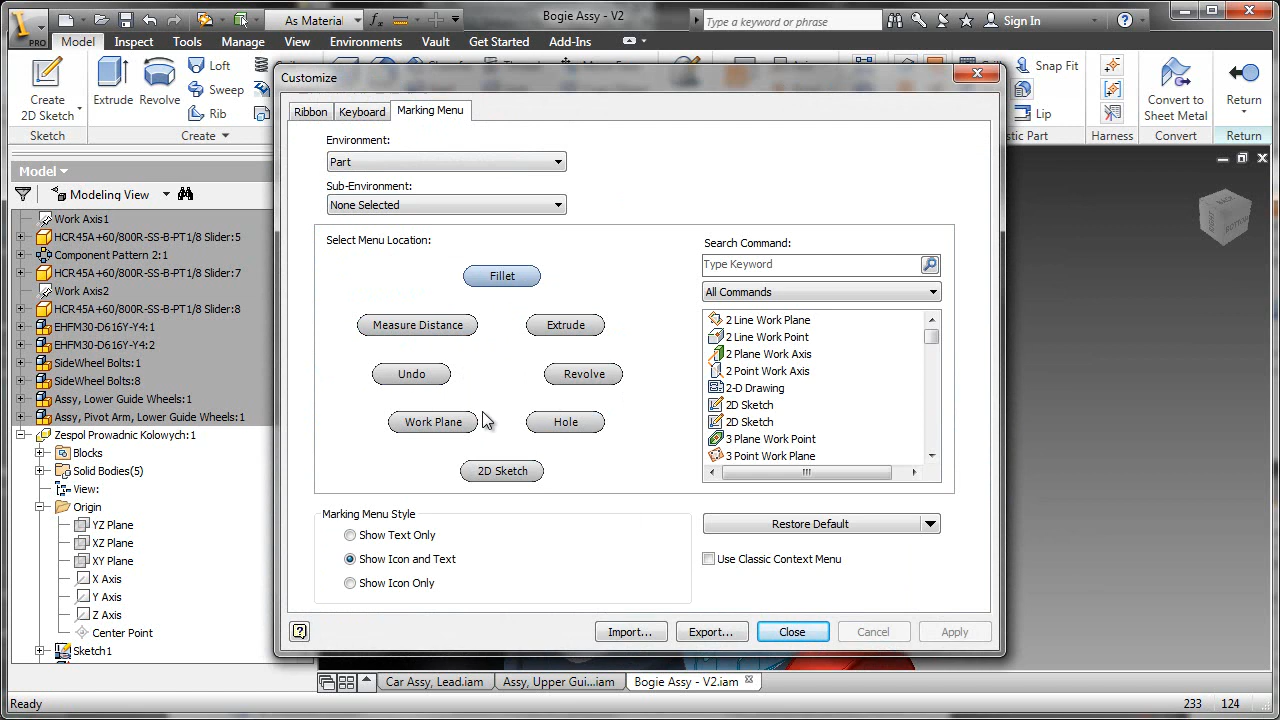 As Material
Bogie Assy - V2
Type a keyword or phrase
Sign In
PRO
Model
Inspect
Tools
Manage
View
Environments
Vault
Get Started
Add-Ins
Create
2D Sketch
Extrude
Revolve
Loft
Sweep
Rib
Snap Fit
Lip
Convert to
Sheet Metal
Return
Sketch
Create
stic Part
Harness
Convert
Return
Customize
Ribbon
Keyboard
Marking Menu
Environment:
Part
Sub-Environment:
None Selected
Select Menu Location:
Fillet
Measure Distance
Extrude
Undo
Revolve
Work Plane
Hole
2D Sketch
Search Command:
Type Keyword
All Commands
2 Line Work Plane
2 Line Work Point
2 Plane Work Axis
2 Point Work Axis
2-D Drawing
2D Sketch
2D Sketch
3 Plane Work Point
3 Point Work Plane
Marking Menu Style
Show Text Only
Show Icon and Text
Show Icon Only
Restore Default
Use Classic Context Menu
Import...
Export...
Close
Cancel
Apply
Model
Modeling View
Work Axis1
HCR45A+60/800R-SS-B-PT1/8 Slider:5
Component Pattern 2:1
HCR45A+60/800R-SS-B-PT1/8 Slider:7
Work Axis2
HCR45A+60/800R-SS-B-PT1/8 Slider:8
EHFM30-D616Y-Y4:1
EHFM30-D616Y-Y4:2
SideWheel Bolts:1
SideWheel Bolts:8
Assy, Lower Guide Wheels:1
Assy, Pivot Arm, Lower Guide Wheels:1
Zespol Prowadnic Kolowych:1
Blocks
Solid Bodies(5)
View:
Origin
YZ Plane
XZ Plane
XY Plane
X Axis
Y Axis
Z Axis
Center Point
Sketch1
Car Assy, Lead.iam
Assy, Upper Gui...iam
Bogie Assy - V2.iam
Ready
233
124